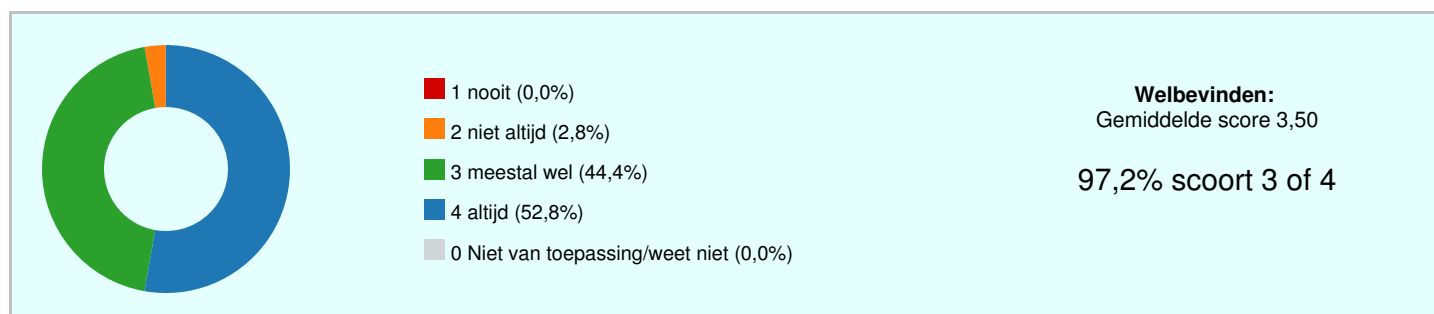 1 nooit (0,0%)
2 niet altijd (2,8%)
3 meestal wel (44,4%)
4 altijd (52,8%)
0 Niet van toepassing/weet niet (0,0%)
Welbevinden:
Gemiddelde score 3,50
97,2% scoort 3 of 4